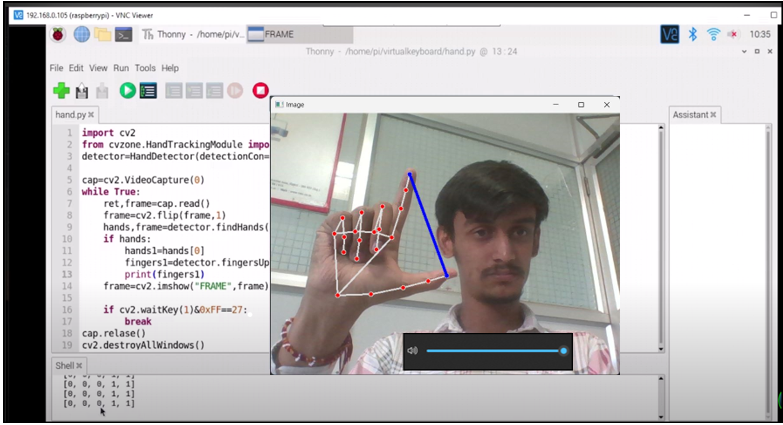 192.168.0.105 (raspberrypi) - VNC Viewer
Thonny - /home/pi/v...
FRAME
10:35
Thonny - /home/pi/virtualkeyboard/hand.py @ 13:24
File Edit View Run Tools Help
hand.py
Image
Assistant
1 import cv2
2 from cvzone.HandTrackingModule impo
3 detector=HandDetector(detectionCon=
4
5 cap=cv2.VideoCapture(0)
6 while True:
7 ret,frame=cap.read()
8 frame=cv2.flip(frame,1)
9 hands,frame=detector.findHands(
10 if hands:
11 hands1=hands[0]
12 fingers1=detector.fingersUp
13 print(fingers1)
14 frame=cv2.imshow("FRAME",frame)
15
16 if cv2.waitKey(1)&0xFF==27:
17 break
18 cap.relase()
19 cv2.destroyAllWindows()
Shell
[0, 0, 0, 1, 1]
[0, 0, 0, 1, 1]
[0, 0, 0, 1, 1]